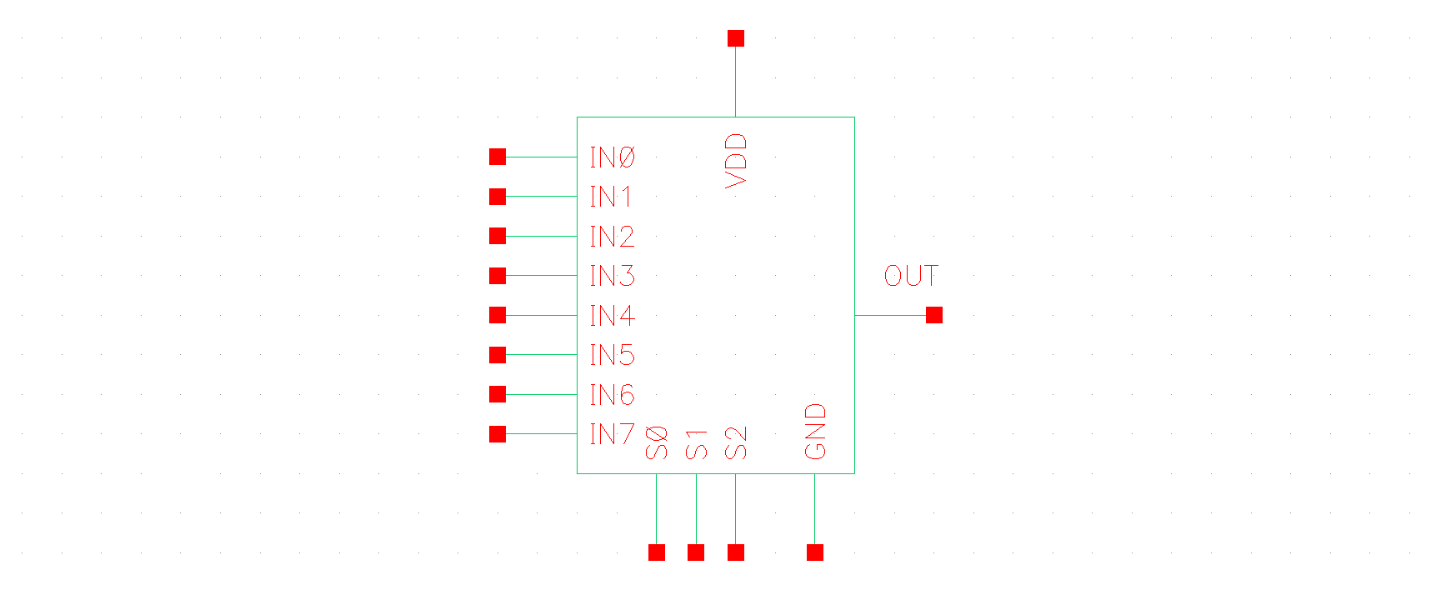 VDD
IN0
IN1
IN2
IN3
OUT
IN4
IN5
IN6
IN7
S0
S1
S2
GND